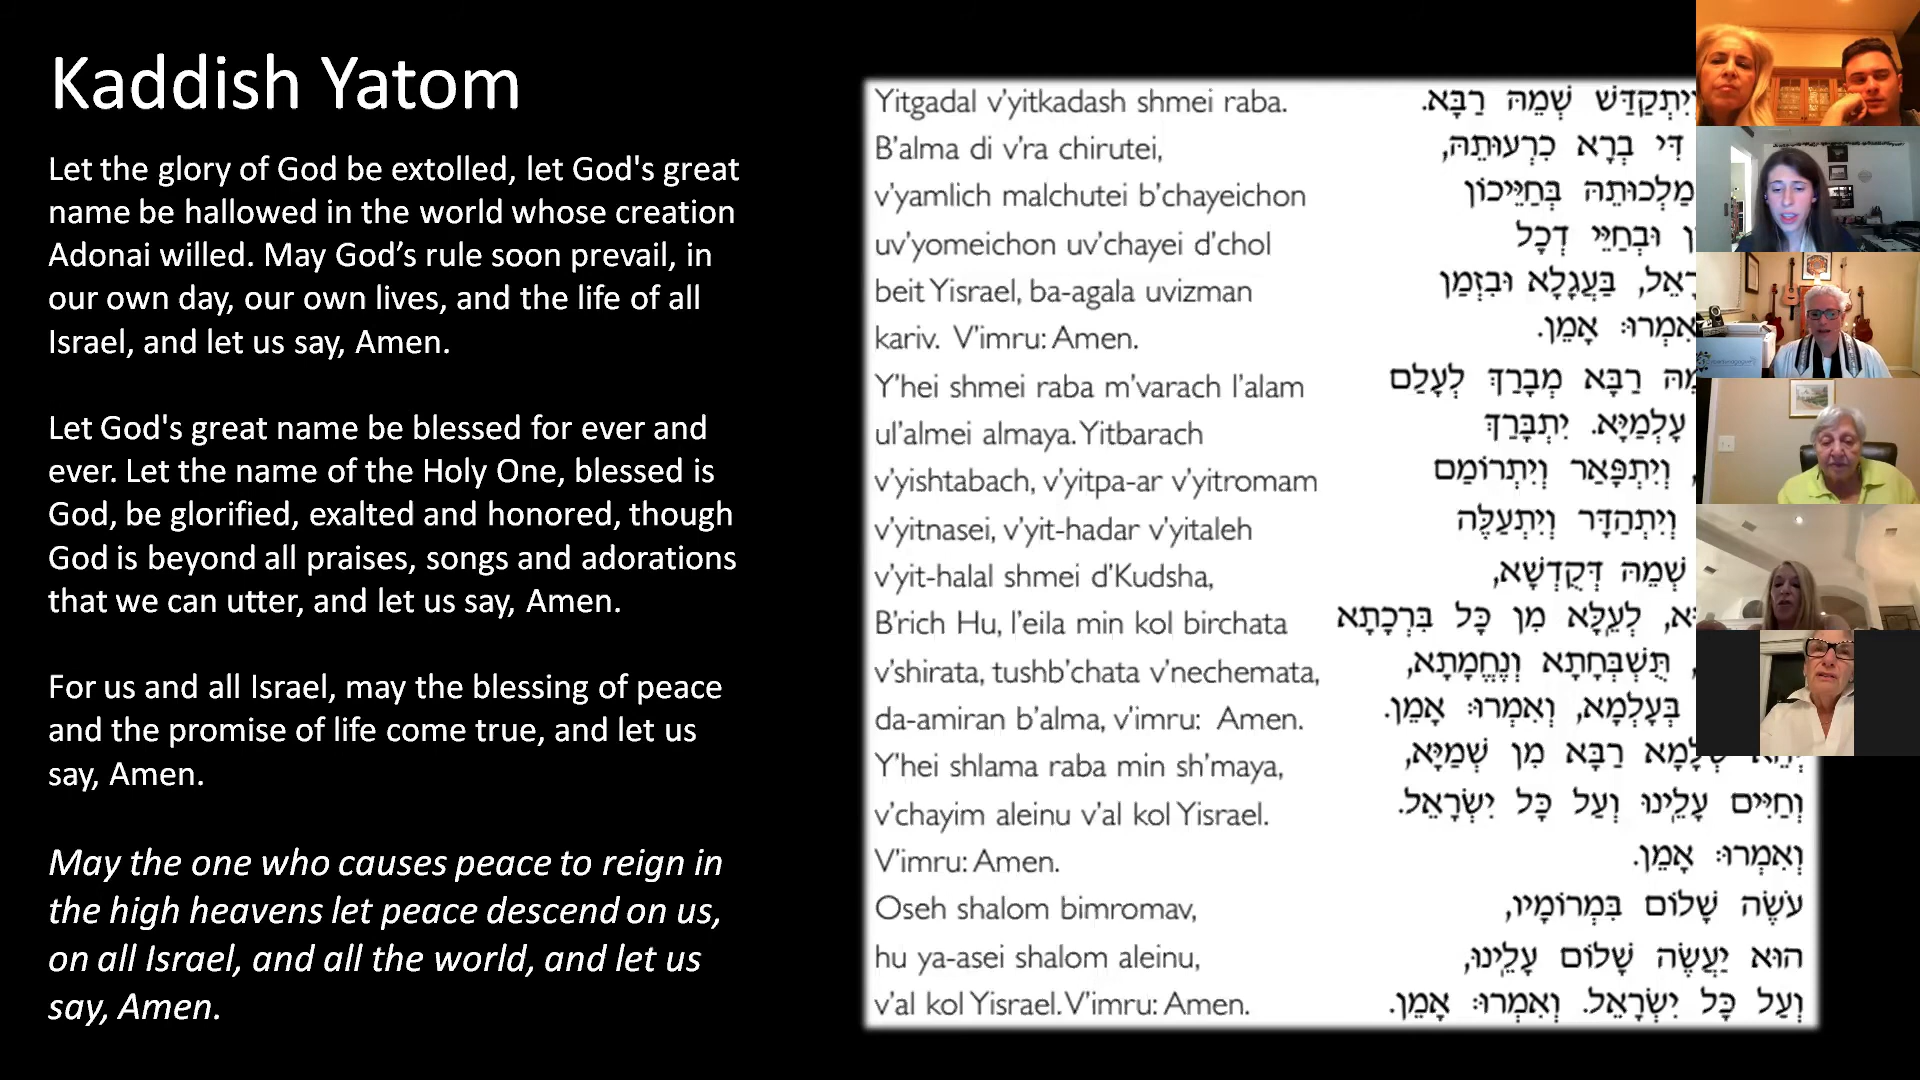 Kaddish Yatom
Let the glory of God be extolled, let God's great
name be hallowed in the world whose creation
Adonai willed. May God’s rule soon prevail, in
our own day, our own lives, and the life of all
Israel, and let us say, Amen.
Let God's great name be blessed for ever and
ever. Let the name of the Holy One, blessed is
God, be glorified, exalted and honored, though
God is beyond all praises, songs and adorations
that we can utter, and let us say, Amen.
For us and all Israel, may the blessing of peace
and the promise of life come true, and let us
say, Amen.
May the one who causes peace to reign in
the high heavens let peace descend on us,
on all Israel, and all the world, and let us
say, Amen.
Yitgadal v’yitkadash shmei raba.
B’alma di v’ra chirutei,
v’yamlich malchutei b’chayeichon
uv’yomeichon uv’chayei d’chol
beit Yisrael, ba-agala uvizman
kariv. V’imru: Amen.
Y’hei shmei raba m’varach l’alam
ul’almei almaya. Yitbarach
v’yishtabach, v’yitpa-ar v’yitromam
v’yitnasei, v’yit-hadar v’yitaleh
v’yit-halal shmei d’Kudsha,
B’rich Hu, l’eila min kol birchata
v’shirata, tushb’chata v’nechemata,
da-amiran b’alma, v’imru: Amen.
Y’hei shlama raba min sh’maya,
v’chayim aleinu v’al kol Yisrael.
V’imru: Amen.
Oseh shalom bimromav,
hu ya-asei shalom aleinu,
v’al kol Yisrael. V’imru: Amen.
שְׁמֵהּ רַבָּא.
דִּי בְרָא כִרְעוּתֵהּ,
בְּחַיֵּיכוֹן
וּבְחַיֵּי דְכָל
בַּעֲגָלָא וּבִזְמַן
אָמֵן.
רַבָּא מְבָרַךְ לְעָלַם
עָלְמַיָּא. יִתְבָּרַךְ
וְיִתְפָּאַר וְיִתְרוֹמַם
וְיִתְהַדָּר וְיִתְעַלֶּה
שְׁמֵהּ דְּקֻדְשָׁא,
לְעֵלָּא מִן כָּל בִּרְכָתָא
תֻּשְׁבְּחָתָא וְנֶחֱמָתָא,
בְּעָלְמָא, וְאִמְרוּ: אָמֵן.
רַבָּא מִן שְׁמַיָּא,
וְחַיִּים עָלֵינוּ וְעַל כָּל יִשְׂרָאֵל.
וְאִמְרוּ: אָמֵן.
עֹשֶׂה שָׁלוֹם בִּמְרוֹמָיו,
הוּא יַעֲשֶׂה שָׁלוֹם עָלֵינוּ,
וְעַל כָּל יִשְׂרָאֵל. וְאִמְרוּ: אָמֵן.